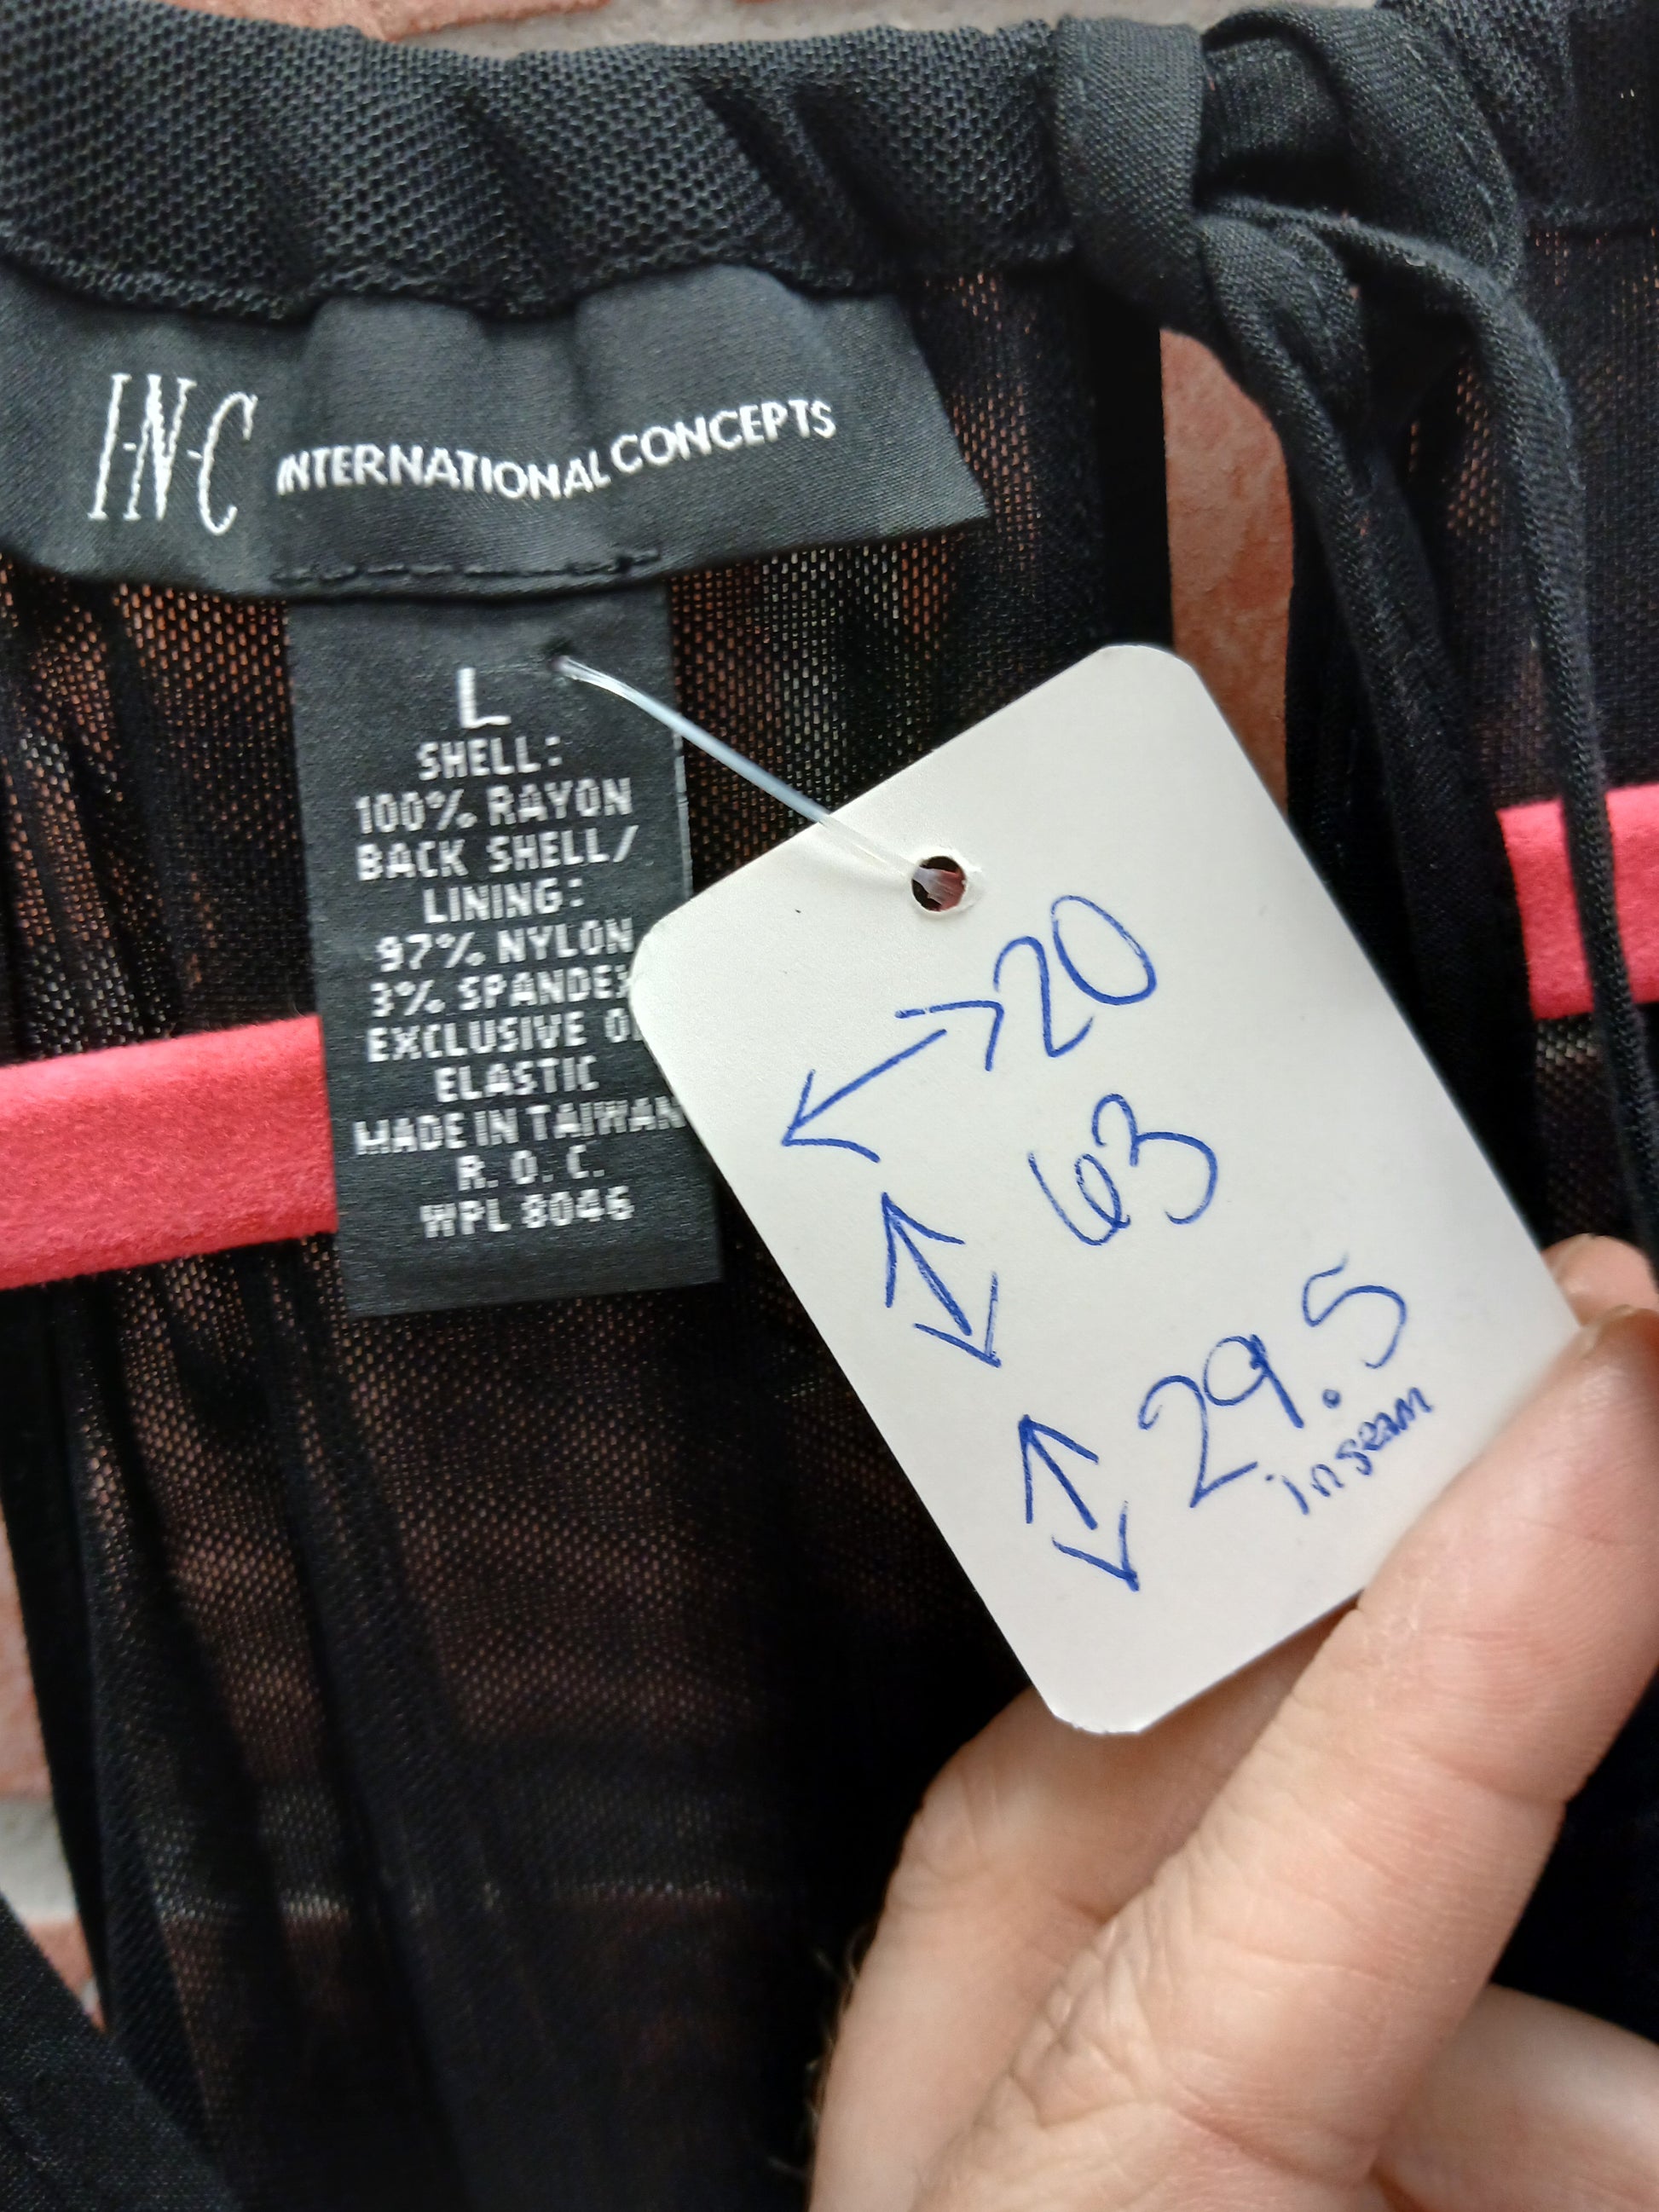 I·N·C INTERNATIONAL CONCEPTS
L
SHELL:
100% RAYON
BACK SHELL/
LINING:
97% NYLON
3% SPANDEX
EXCLUSIVE OF
ELASTIC
MADE IN TAIWAN
R. O. C.
WPL 8046
20
63
29.5
inseam